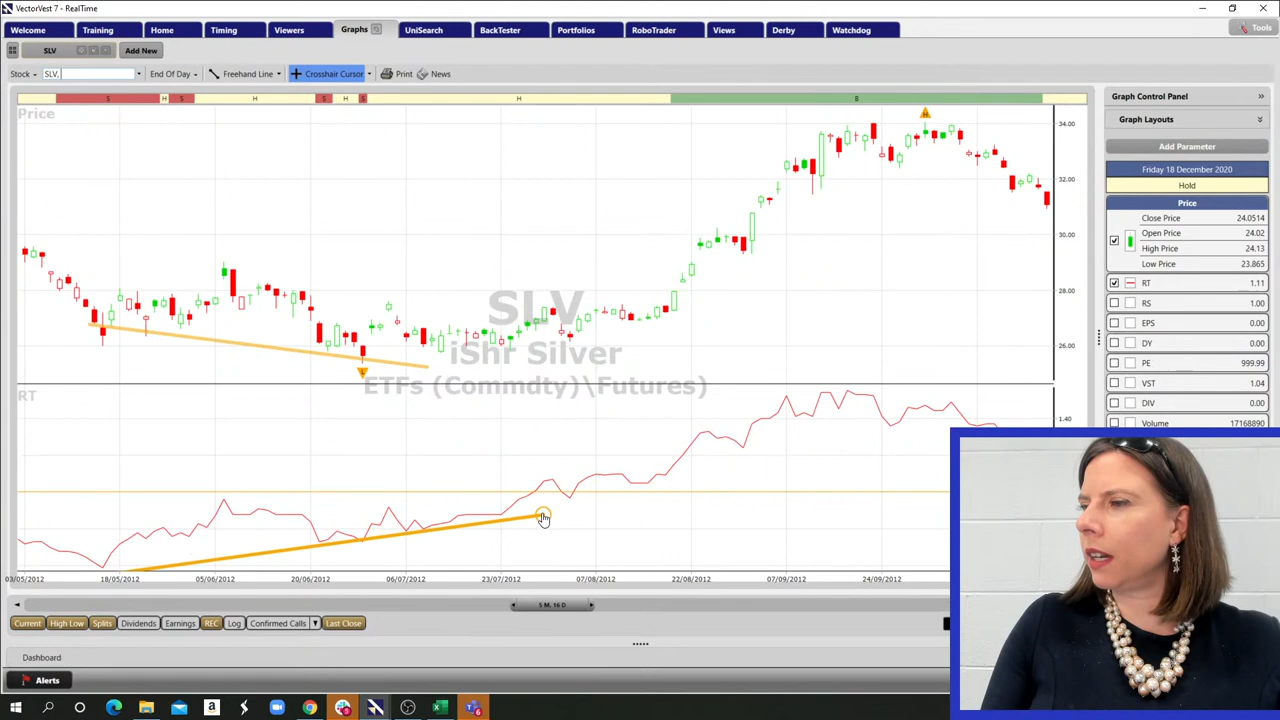 VectorVest 7 - RealTime
Welcome Training Home Timing Viewers Graphs UniSearch BackTester Portfolios RoboTrader Views Derby Watchdog Tools
SLV Add New
Stock SLV, End Of Day Freehand Line Crosshair Cursor Print News
S H S H S H S H B
Price
34.00
32.00
30.00
28.00
26.00
H
SLV
iShr Silver
ETFs (Commdty)\Futures)
L
RT
1.40
03/05/2012 18/05/2012 05/06/2012 20/06/2012 06/07/2012 23/07/2012 07/08/2012 22/08/2012 07/09/2012 24/09/2012
5 M, 16 D
Current High Low Splits Dividends Earnings REC Log Confirmed Calls Last Close
Dashboard
Alerts
Graph Control Panel
Graph Layouts
Add Parameter
Friday 18 December 2020
Hold
Price
Close Price 24.0514
Open Price 24.02
High Price 24.13
Low Price 23.865
RT 1.11
RS 1.00
EPS 0.00
DY 0.00
PE 999.99
VST 1.04
DIV 0.00
Volume 17168890